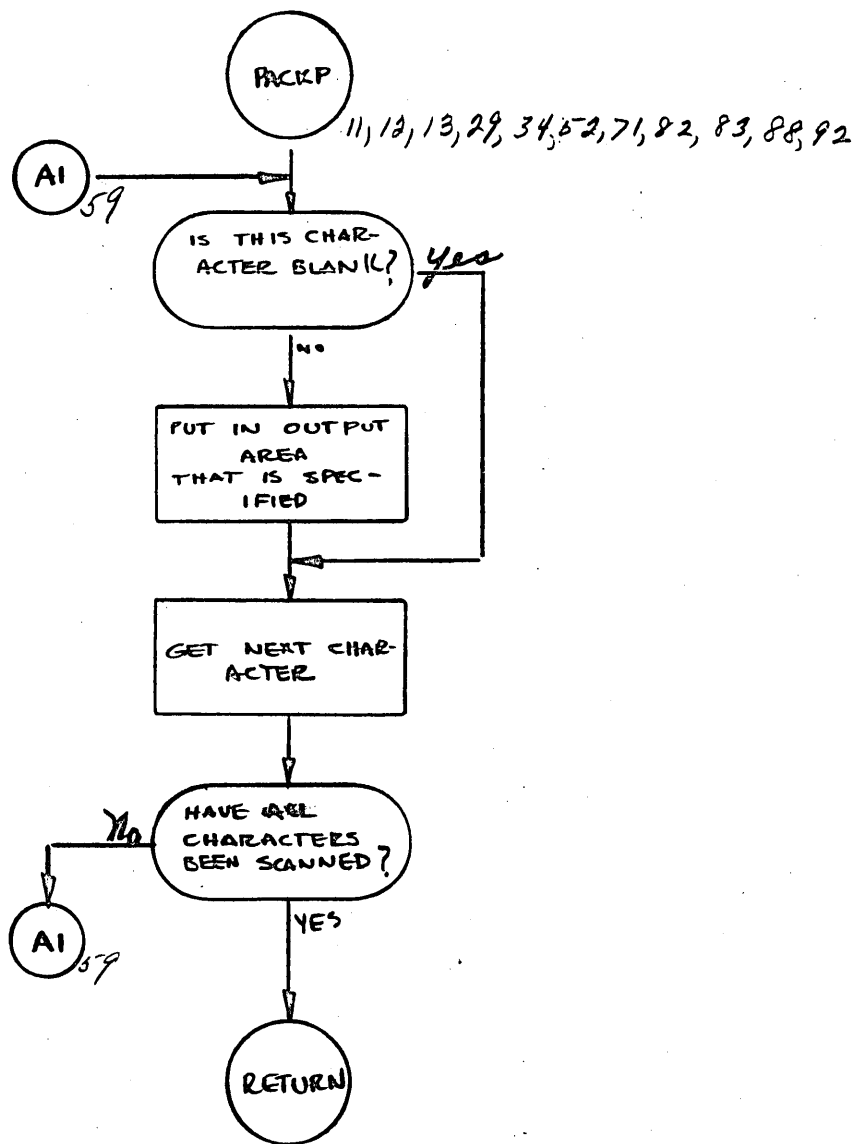 PACKP
11, 12, 13, 29, 34, 52, 71, 82, 83, 88, 92
A1
59
IS THIS CHAR-
ACTER BLANK?
Yes
NO
PUT IN OUTPUT
AREA
THAT IS SPEC-
IFIED
GET NEXT CHAR-
ACTER
HAVE ALL
CHARACTERS
BEEN SCANNED?
No
YES
A1
59
RETURN